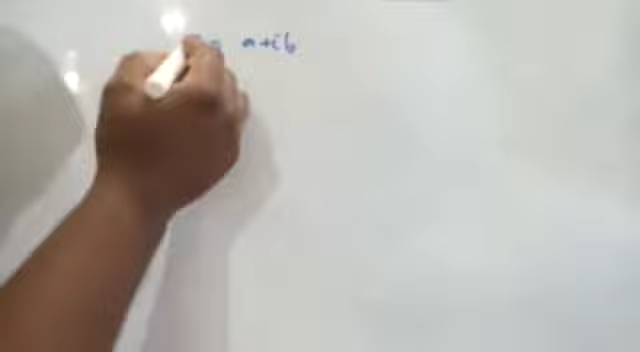 = a+ib